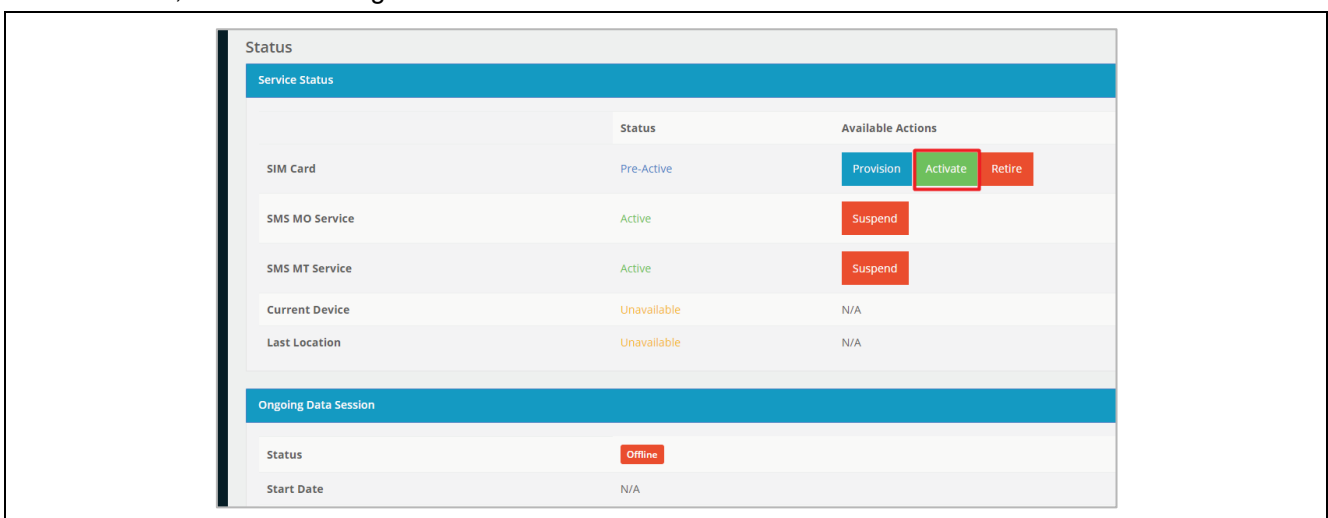 Status
Service Status
Status Available Actions
SIM Card Pre-Active Provision Activate Retire
SMS MO Service Active Suspend
SMS MT Service Active Suspend
Current Device Unavailable N/A
Last Location Unavailable N/A
Ongoing Data Session
Status Offline
Start Date N/A